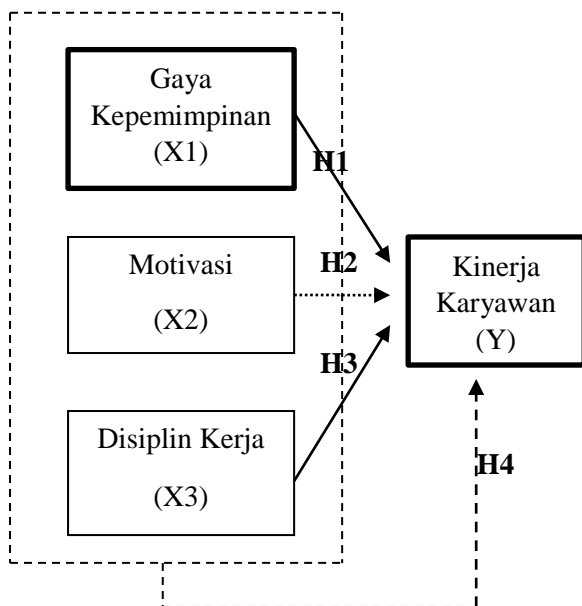 Gaya
Kepemimpinan
(X1)
H1
Motivasi
(X2)
H2
Kinerja
Karyawan
(Y)
H3
Disiplin Kerja
(X3)
H4